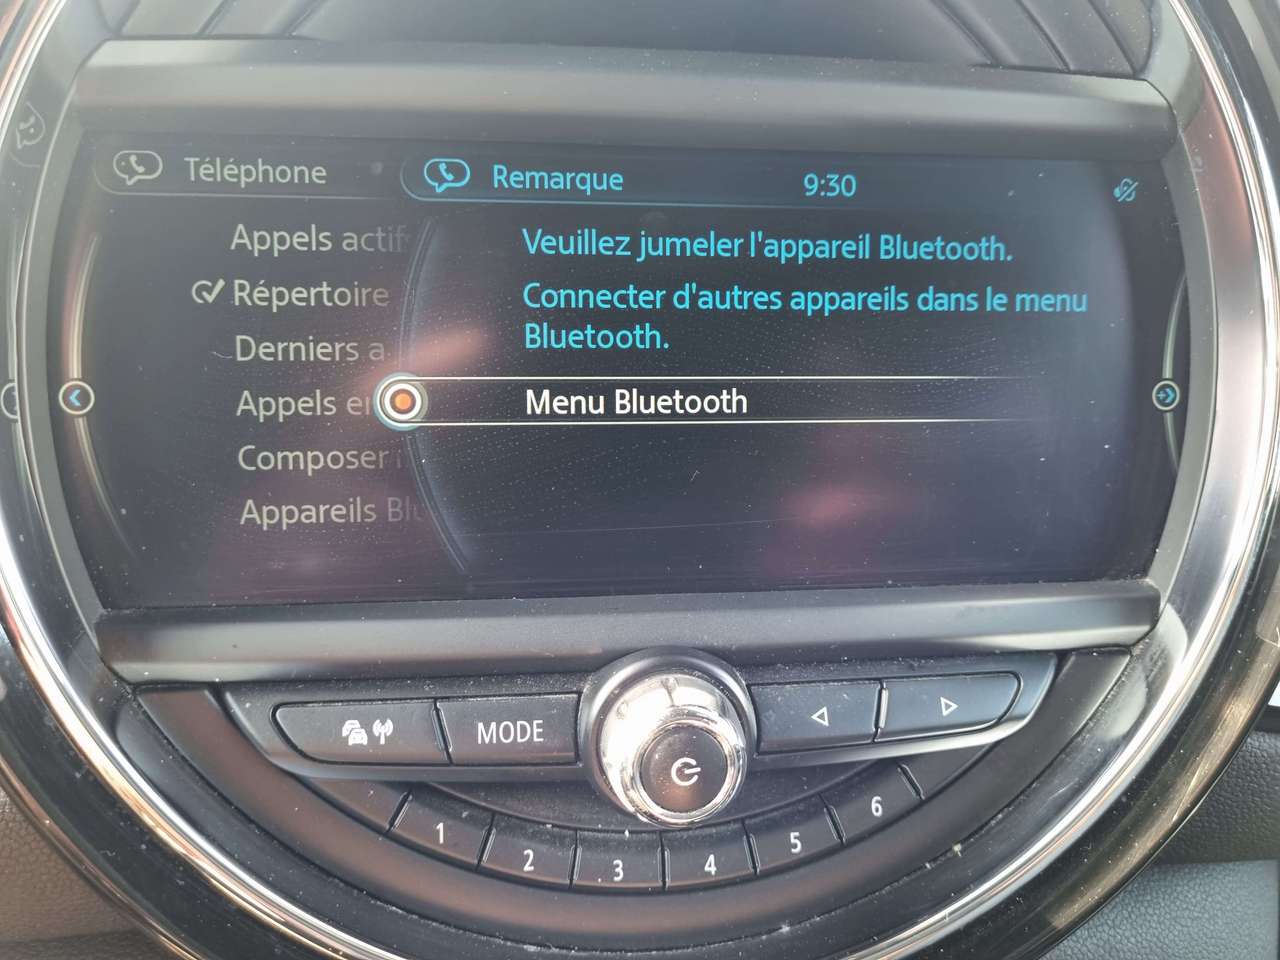 Téléphone
Remarque
9:30
Appels actif
Répertoire
Derniers a
Appels e
Composer
Appareils Bl
Veuillez jumeler l'appareil Bluetooth.
Connecter d'autres appareils dans le menu
Bluetooth.
Menu Bluetooth
MODE
1
2
3
4
5
6